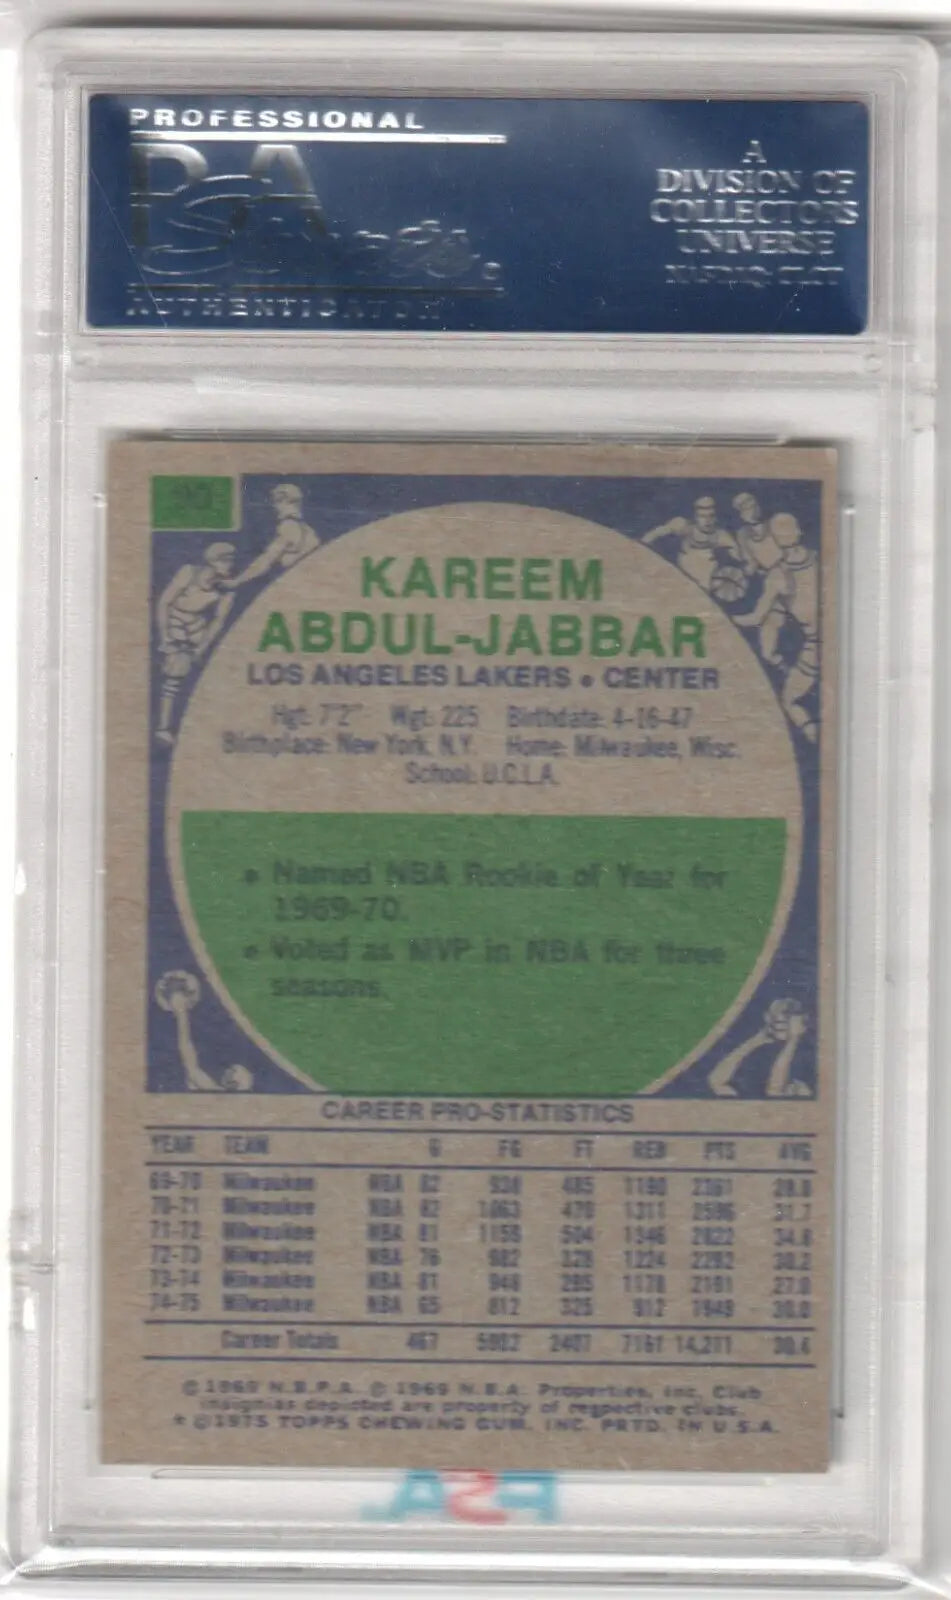 PROFESSIONAL
PSA
AUTHENTICATOR
A
DIVISION OF
COLLECTORS
UNIVERSE
90
KAREEM
ABDUL-JABBAR
LOS ANGELES LAKERS • CENTER
Hgt: 7'2" Wgt: 225 Birthdate: 4-16-47
Birthplace: New York, N.Y. Home: Milwaukee, Wisc.
School: U.C.L.A.
• Named NBA Rookie of Year for
1969-70.
• Voted as MVP in NBA for three
seasons.
CAREER PRO-STATISTICS
YEAR TEAM G FG FT REB PTS AVG
69-70 Milwaukee NBA 82 938 485 1190 2361 28.8
70-71 Milwaukee NBA 82 1063 470 1311 2596 31.7
71-72 Milwaukee NBA 81 1159 504 1346 2822 34.8
72-73 Milwaukee NBA 76 982 328 1224 2292 30.2
73-74 Milwaukee NBA 81 948 295 1178 2191 27.0
74-75 Milwaukee NBA 65 812 325 912 1949 30.0
Career Totals 467 5902 2407 7161 14,211 30.4
© 1969 N.B.P.A. © 1969 N.B.A. Properties, Inc. Club
insignias depicted are property of respective clubs.
* © 1975 TOPPS CHEWING GUM, INC. PRTD. IN U.S.A.
PSA